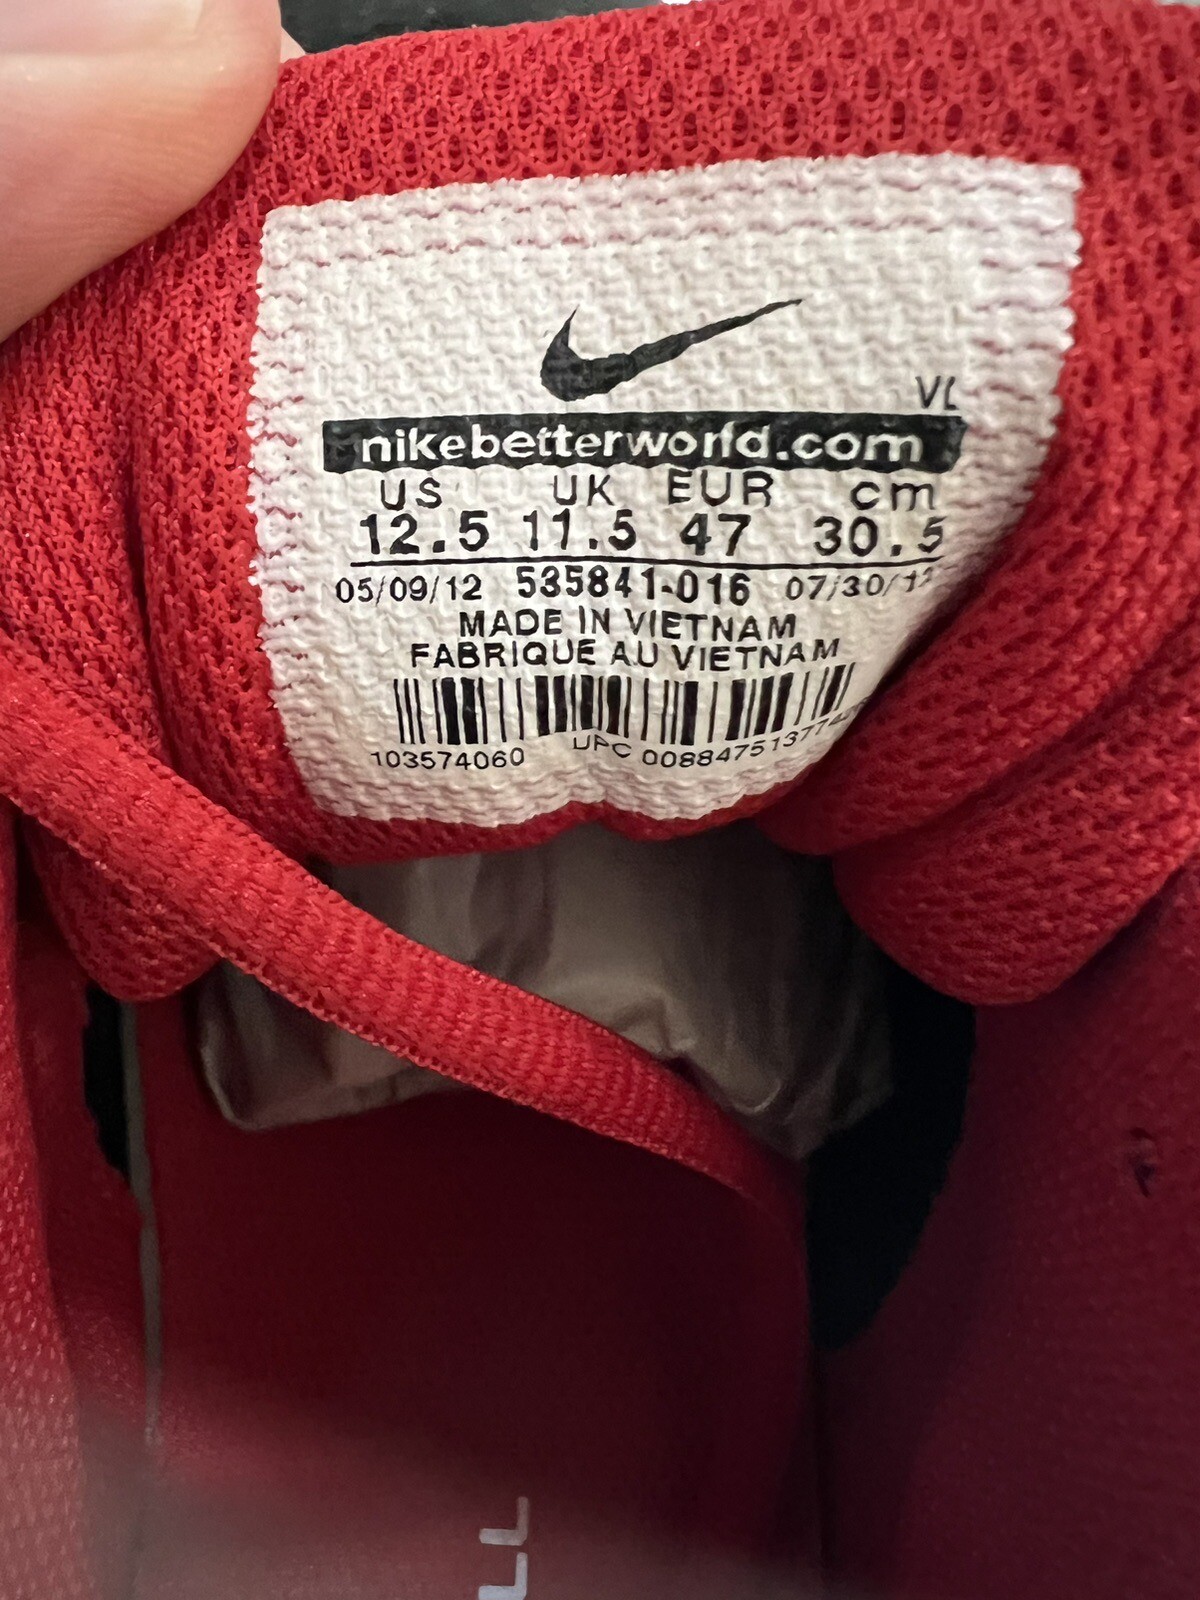 VL
nikebetterworld.com
US UK EUR cm
12.5 11.5 47 30.5
05/09/12 535841-016
MADE IN VIETNAM
FABRIQUE AU VIETNAM
103574060 UPC